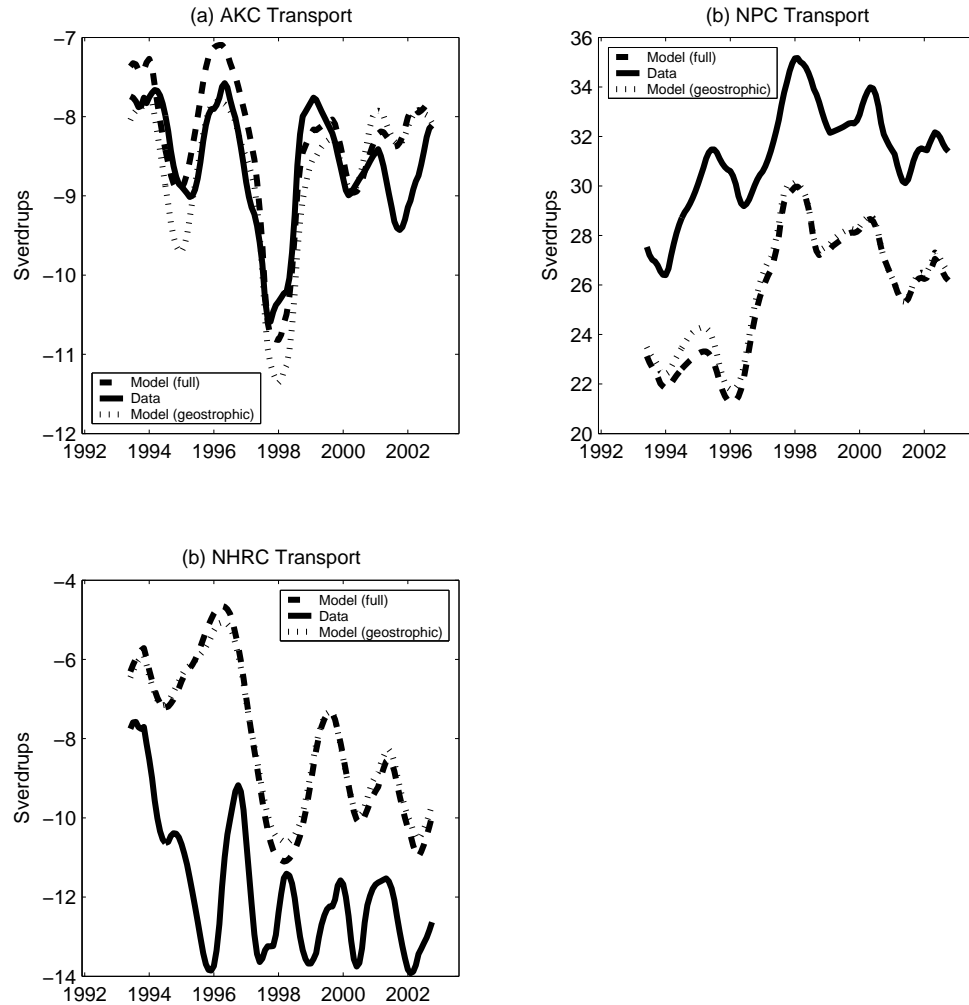 (a) AKC Transport
−7
−8
−9
−10
−11
−12
Sverdrups
Model (full)
Data
Model (geostrophic)
1992 1994 1996 1998 2000 2002
(b) NPC Transport
36
34
32
30
28
26
24
22
20
Sverdrups
Model (full)
Data
Model (geostrophic)
1992 1994 1996 1998 2000 2002
(b) NHRC Transport
−4
−6
−8
−10
−12
−14
Sverdrups
Model (full)
Data
Model (geostrophic)
1992 1994 1996 1998 2000 2002